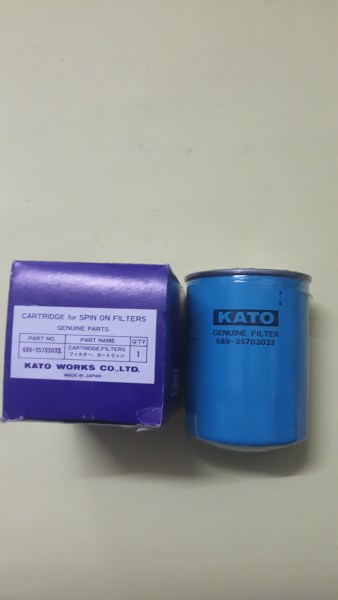 CARTRIDGE for SPIN ON FILTERS
GENUINE PARTS
PART NO. PART NAME Q'TY
689-35703033 CARTRIDGE,FILTERS 1
フィルター, カートリッジ
KATO WORKS CO.,LTD.
MADE IN JAPAN
KATO
GENUINE FILTER
689-35703033